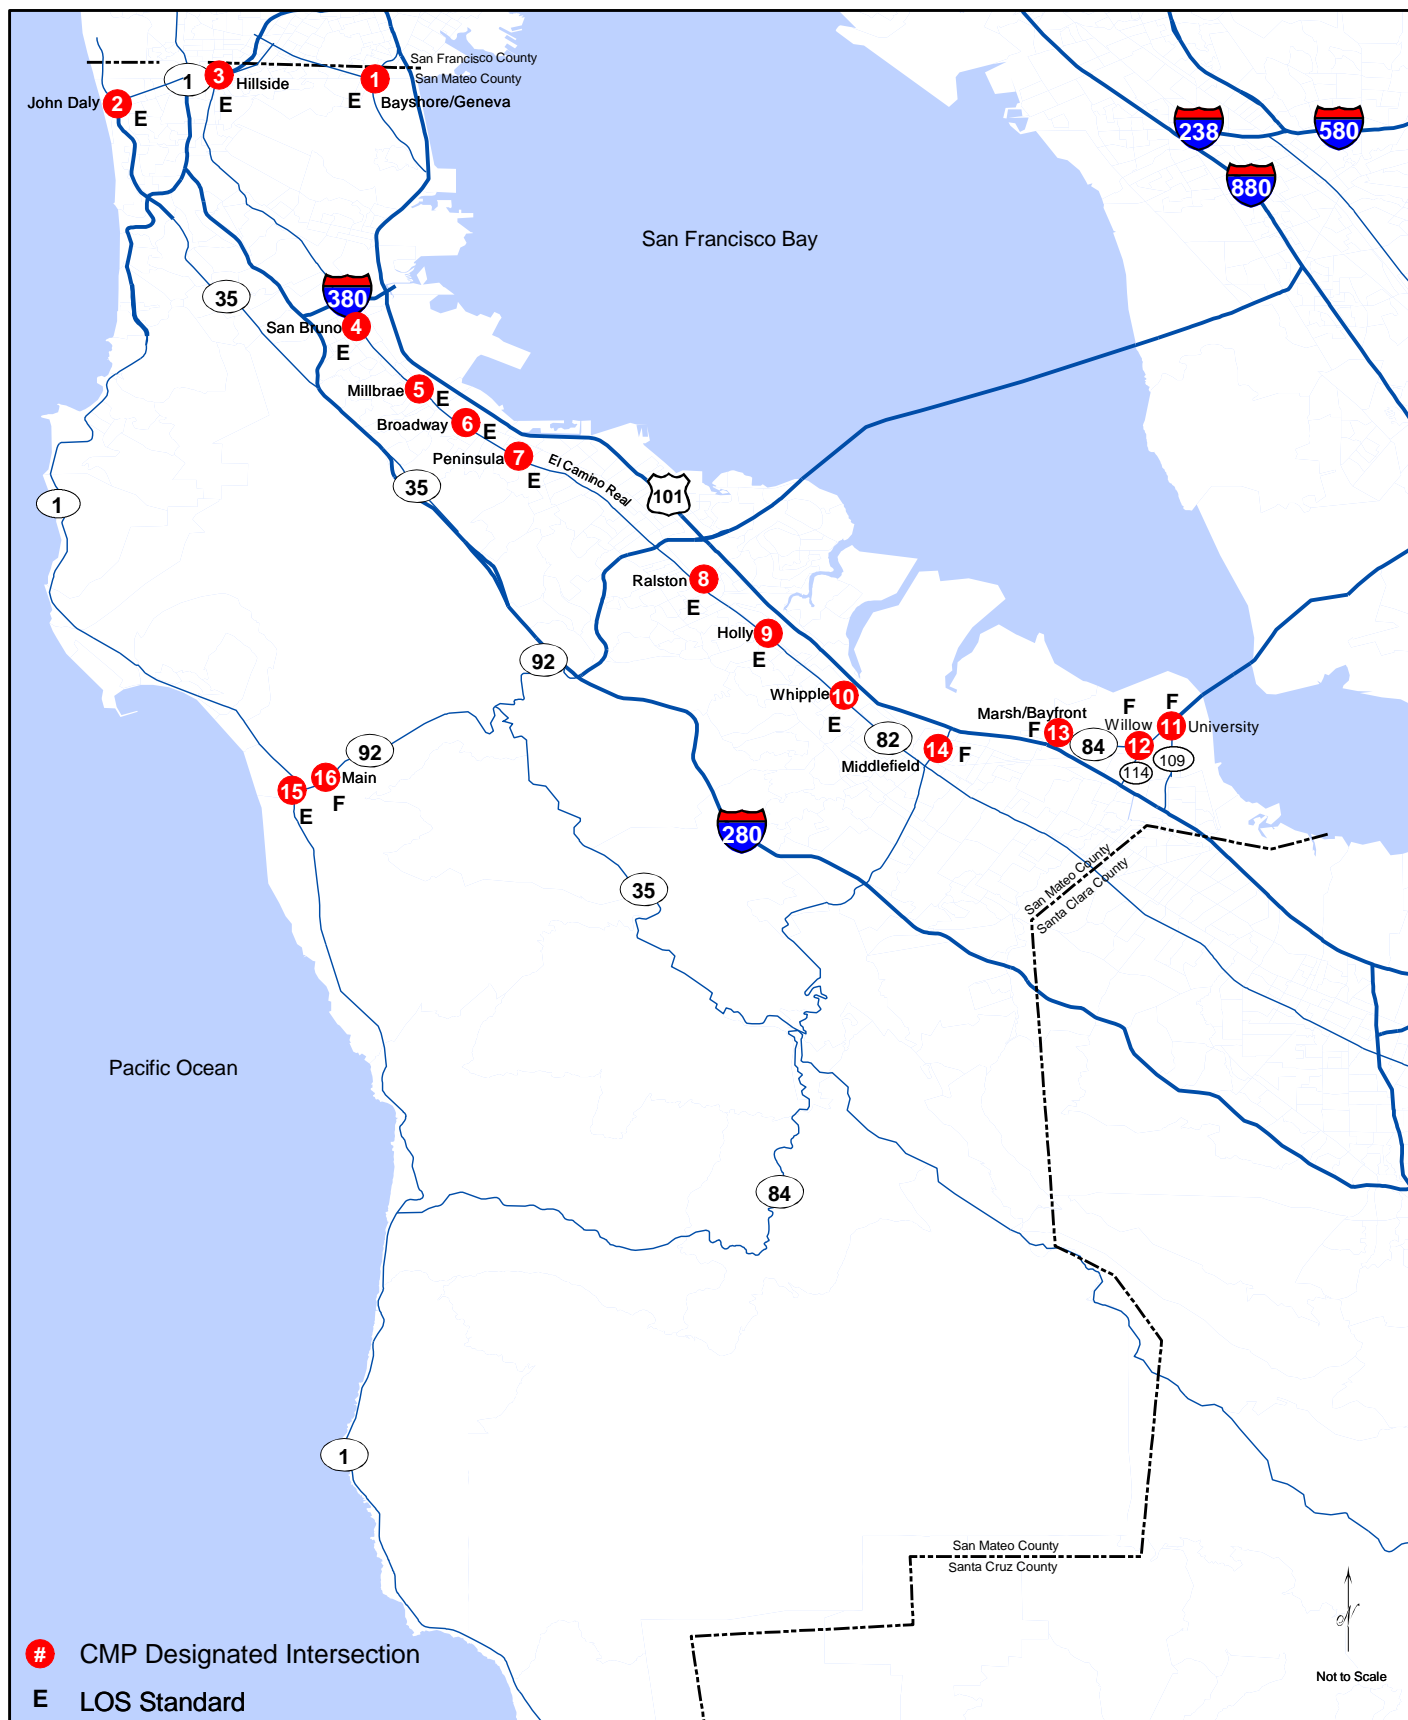 San Francisco County
San Mateo County
1
3
Hillside
E
1
E
Bayshore/Geneva
John Daly
2
E
238
580
880
San Francisco Bay
35
380
San Bruno
4
E
Millbrae
5
E
Broadway
6
E
Peninsula
7
E
El Camino Real
35
101
1
Ralston
8
E
Holly
9
E
92
Whipple
10
E
82
Middlefield
14
F
Marsh/Bayfront
F
13
84
F
Willow
12
F
11
University
114
109
92
16
Main
F
15
E
280
San Mateo County
Santa Clara County
35
Pacific Ocean
84
1
San Mateo County
Santa Cruz County
N
Not to Scale
# CMP Designated Intersection
E LOS Standard